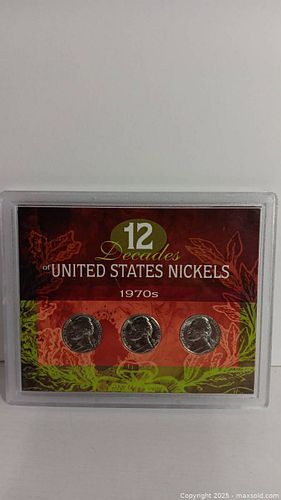 12
Decades
of UNITED STATES NICKELS
1970s
Copyright 2025 - maxsold.com